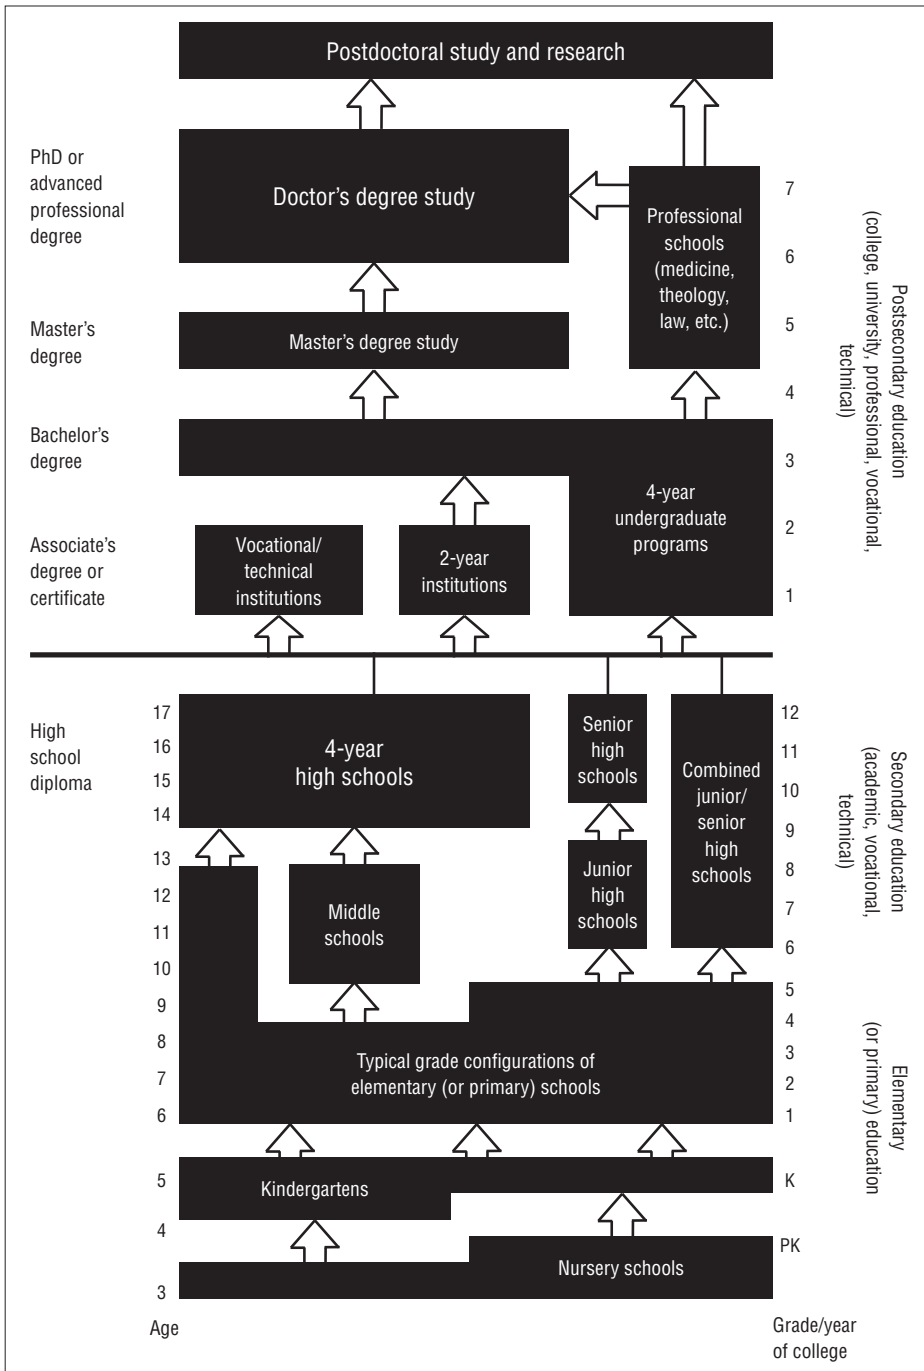 Postdoctoral study and research
PhD or
advanced
professional
degree
Doctor’s degree study
Professional
schools
(medicine,
theology,
law, etc.)
7
6
5
4
3
2
1
Postsecondary education
(college, university, professional, vocational,
technical)
Master’s
degree
Master’s degree study
Bachelor’s
degree
4-year
undergraduate
programs
Associate’s
degree or
certificate
Vocational/
technical
institutions
2-year
institutions
High
school
diploma
17
16
15
14
13
12
11
10
9
8
7
6
5
4
3
4-year
high schools
Senior
high
schools
Combined
junior/
senior
high
schools
Middle
schools
Junior
high
schools
12
11
10
9
8
7
6
5
4
3
2
1
K
PK
Secondary education
(academic, vocational,
technical)
Typical grade configurations of
elementary (or primary) schools
Elementary
(or primary) education
Kindergartens
Nursery schools
Age
Grade/year
of college